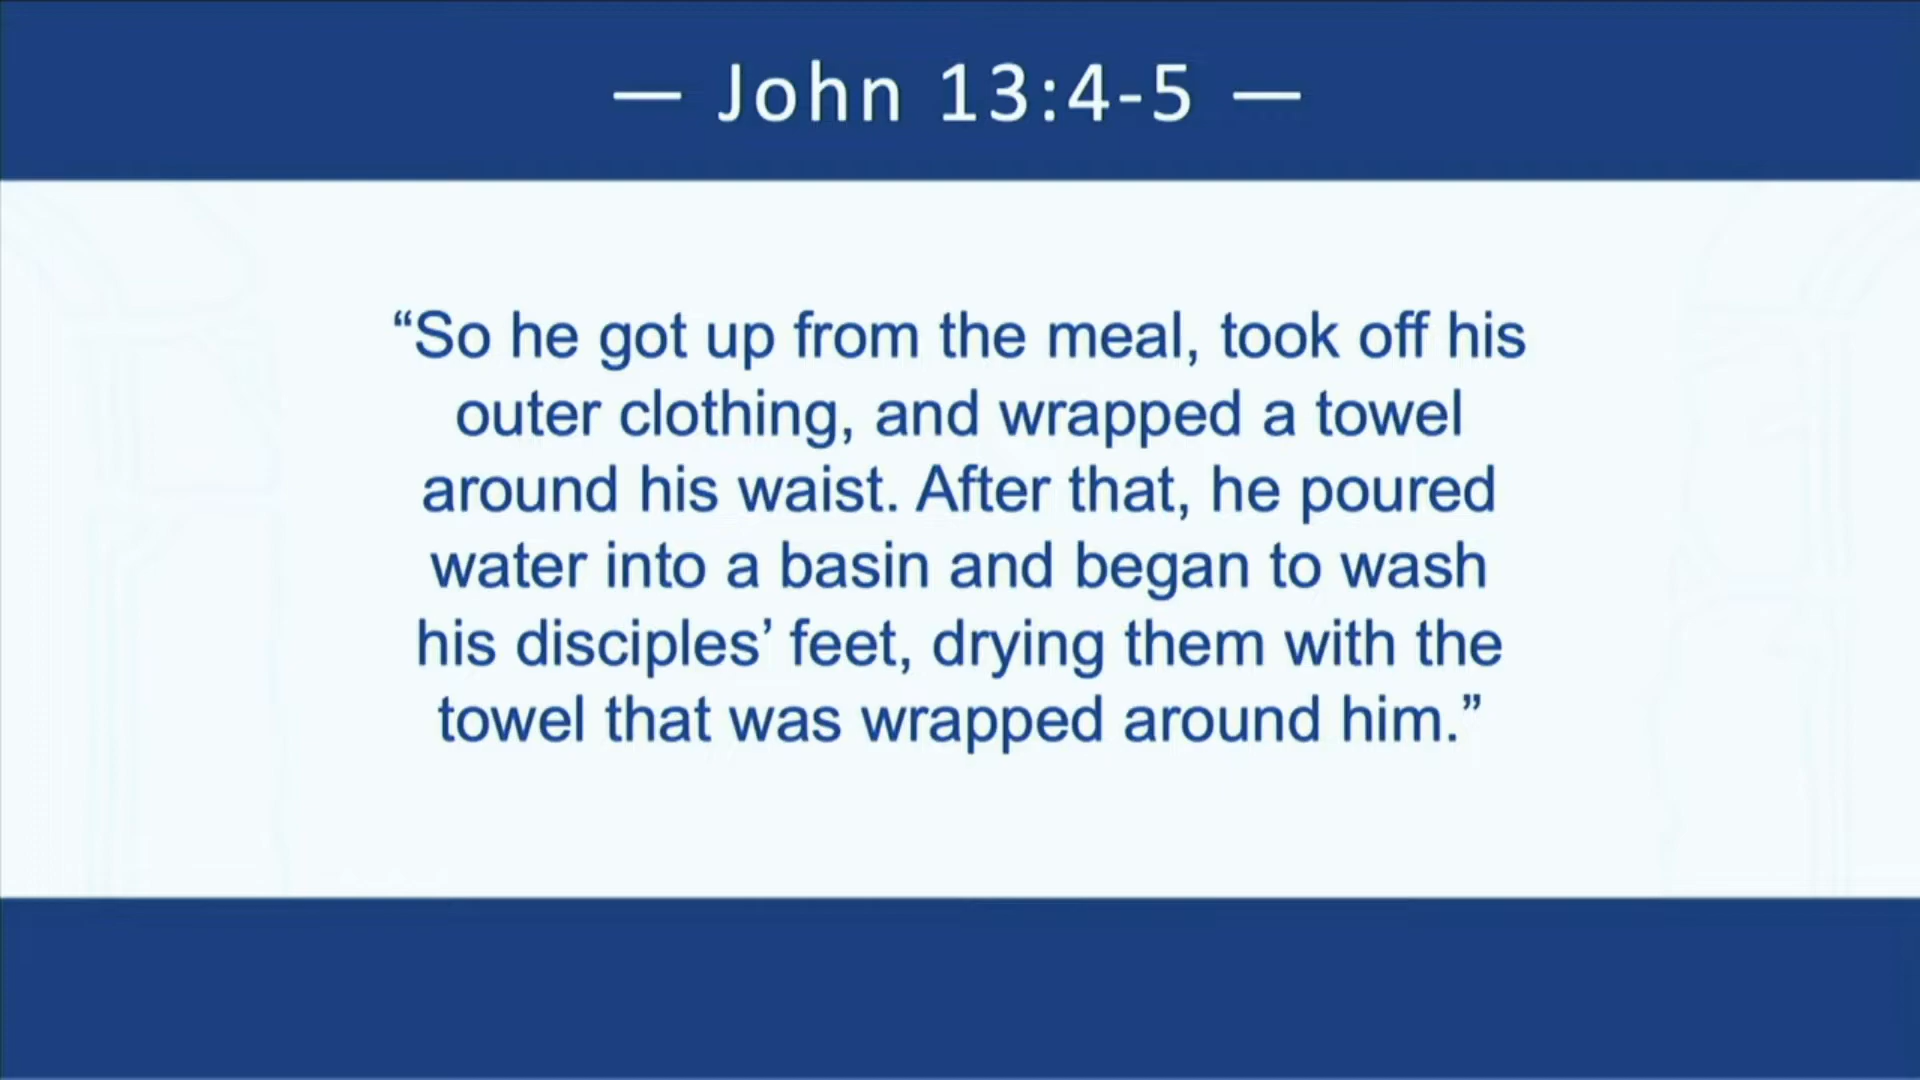 — John 13:4-5 —
“So he got up from the meal, took off his
outer clothing, and wrapped a towel
around his waist. After that, he poured
water into a basin and began to wash
his disciples’ feet, drying them with the
towel that was wrapped around him.”